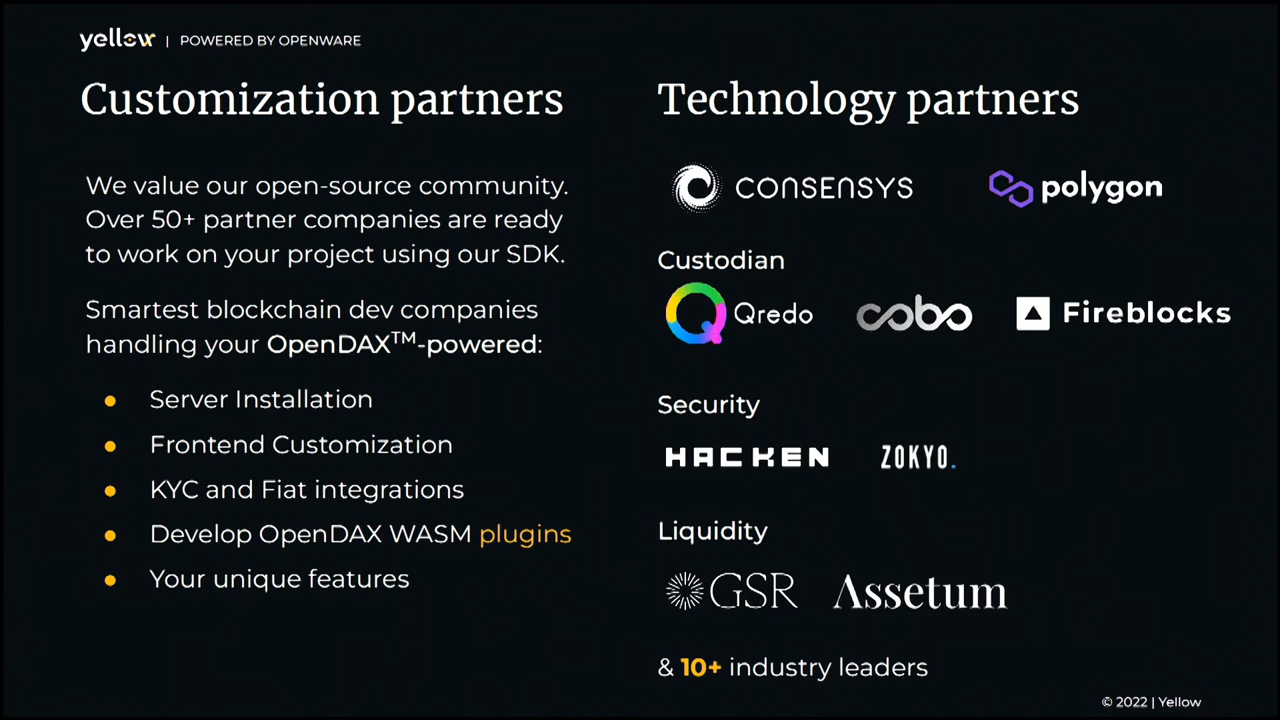 yellow | POWERED BY OPENWARE
Customization partners
We value our open-source community.
Over 50+ partner companies are ready
to work on your project using our SDK.
Smartest blockchain dev companies
handling your OpenDAX™-powered:
• Server Installation
• Frontend Customization
• KYC and Fiat integrations
• Develop OpenDAX WASM plugins
• Your unique features
Technology partners
CONSENSYS polygon
Custodian
Qredo cobo Fireblocks
Security
HACKEN ZOKYO.
Liquidity
GSR Assetum
& 10+ industry leaders
© 2022 | Yellow